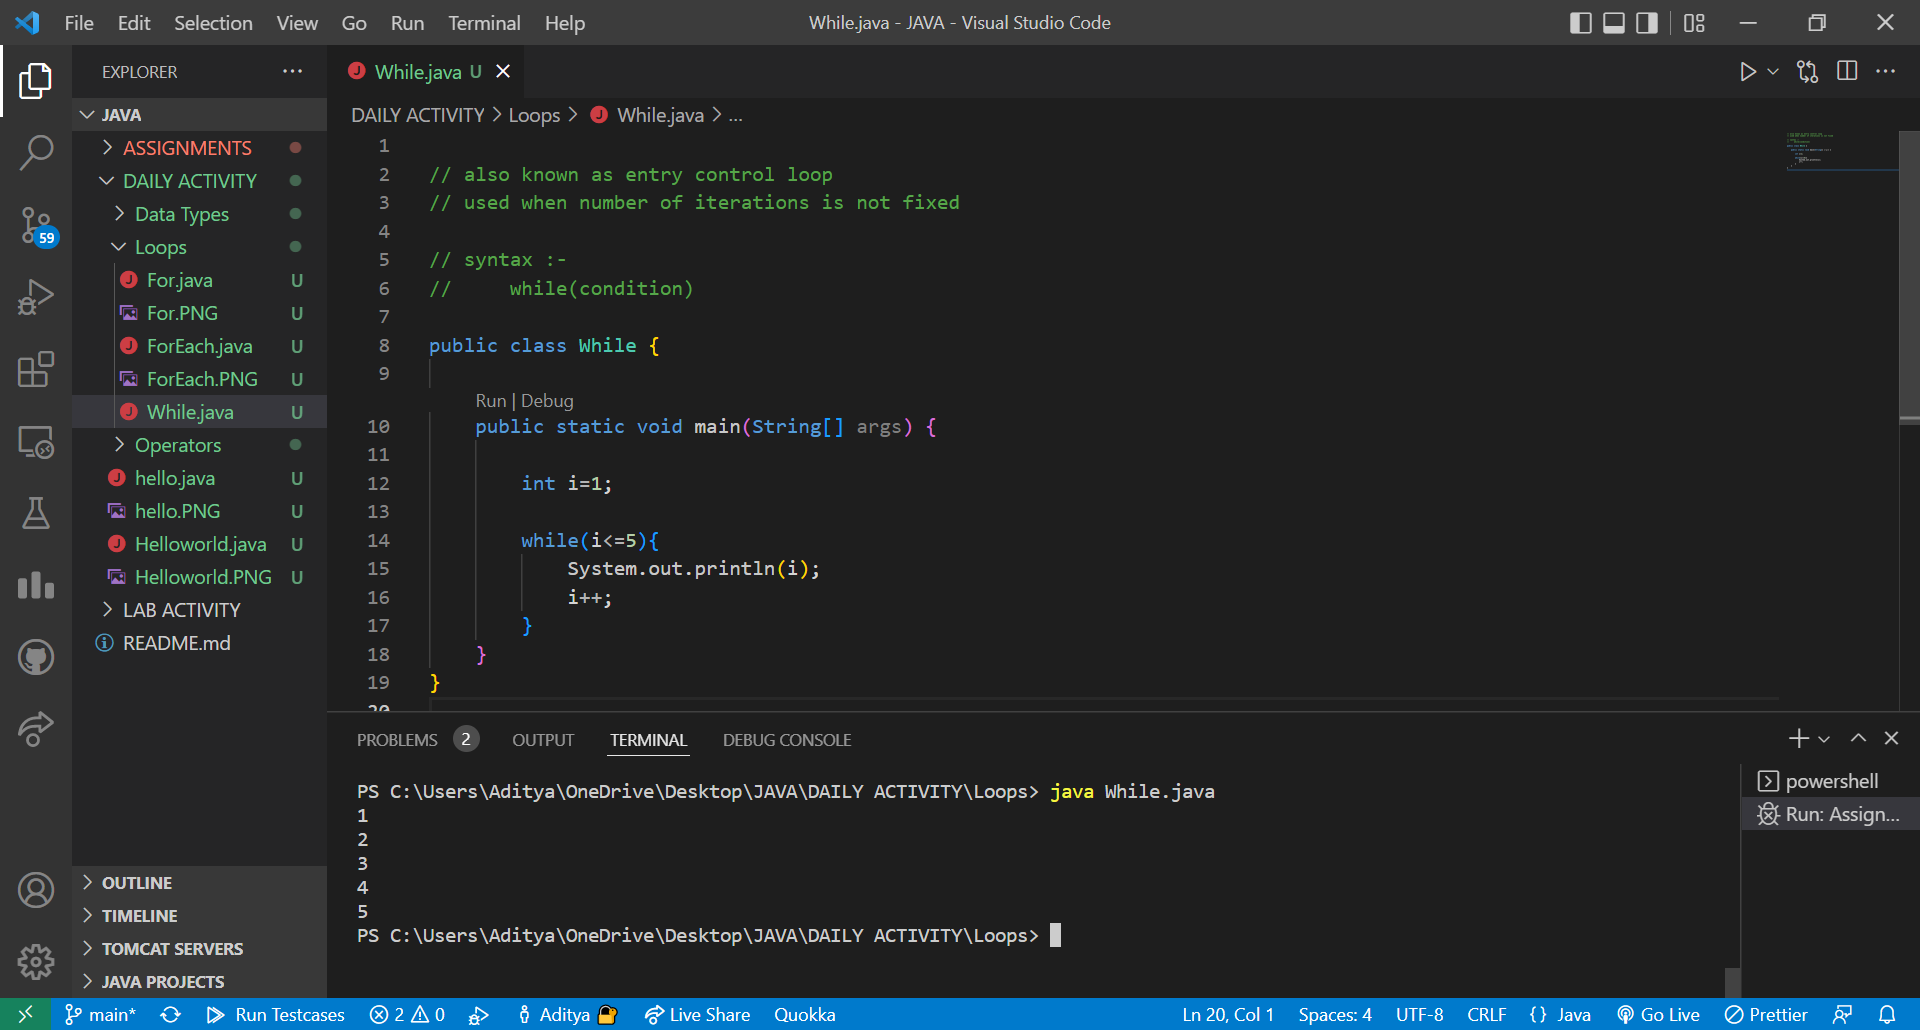 File Edit Selection View Go Run Terminal Help
While.java - JAVA - Visual Studio Code
EXPLORER
JAVA
ASSIGNMENTS
DAILY ACTIVITY
Data Types
Loops
For.java U
For.PNG U
ForEach.java U
ForEach.PNG U
While.java U
Operators
hello.java U
hello.PNG U
Helloworld.java U
Helloworld.PNG U
LAB ACTIVITY
README.md
OUTLINE
TIMELINE
TOMCAT SERVERS
JAVA PROJECTS
59
While.java U
DAILY ACTIVITY > Loops > While.java > ...
1
2 // also known as entry control loop
3 // used when number of iterations is not fixed
4
5 // syntax :-
6 //     while(condition)
7
8 public class While {
9
Run | Debug
10     public static void main(String[] args) {
11
12         int i=1;
13
14         while(i<=5){
15             System.out.println(i);
16             i++;
17         }
18     }
19 }
20
PROBLEMS 2 OUTPUT TERMINAL DEBUG CONSOLE
PS C:\Users\Aditya\OneDrive\Desktop\JAVA\DAILY ACTIVITY\Loops> java While.java
1
2
3
4
5
PS C:\Users\Aditya\OneDrive\Desktop\JAVA\DAILY ACTIVITY\Loops>
powershell
Run: Assign...
main* Run Testcases 2 0 Aditya Live Share Quokka Ln 20, Col 1 Spaces: 4 UTF-8 CRLF {} Java Go Live Prettier